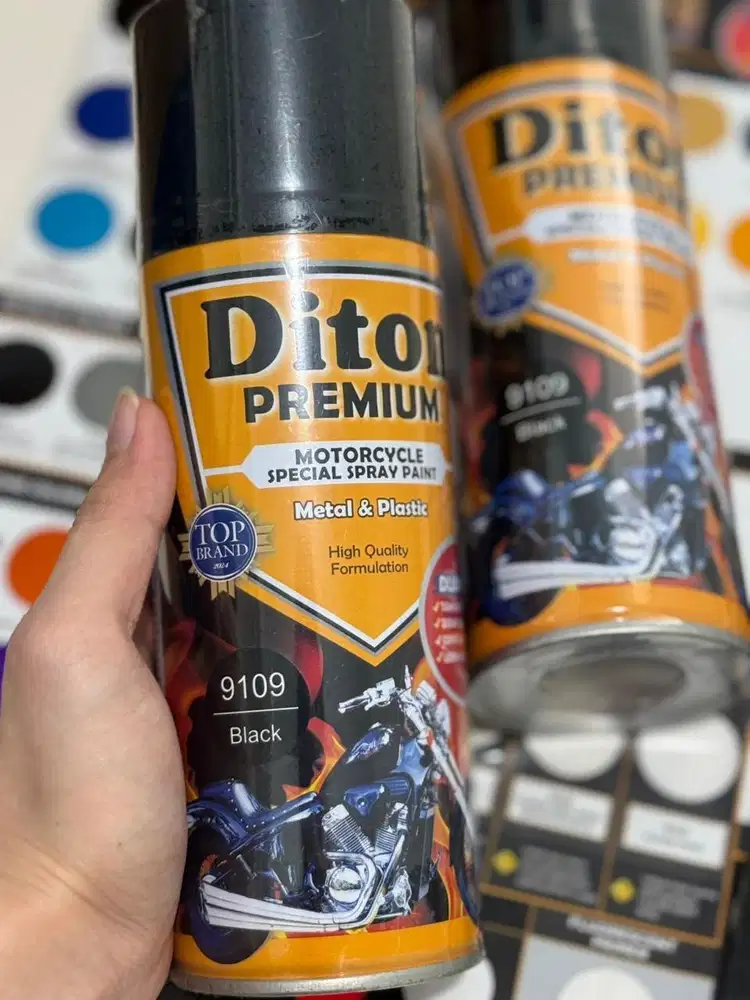 Diton
PREMIUM
MOTORCYCLE
SPECIAL SPRAY PAINT
Metal & Plastic
High Quality
Formulation
TOP
BRAND
2024
9109
Black
Dito
PREMIUM
9109
Black